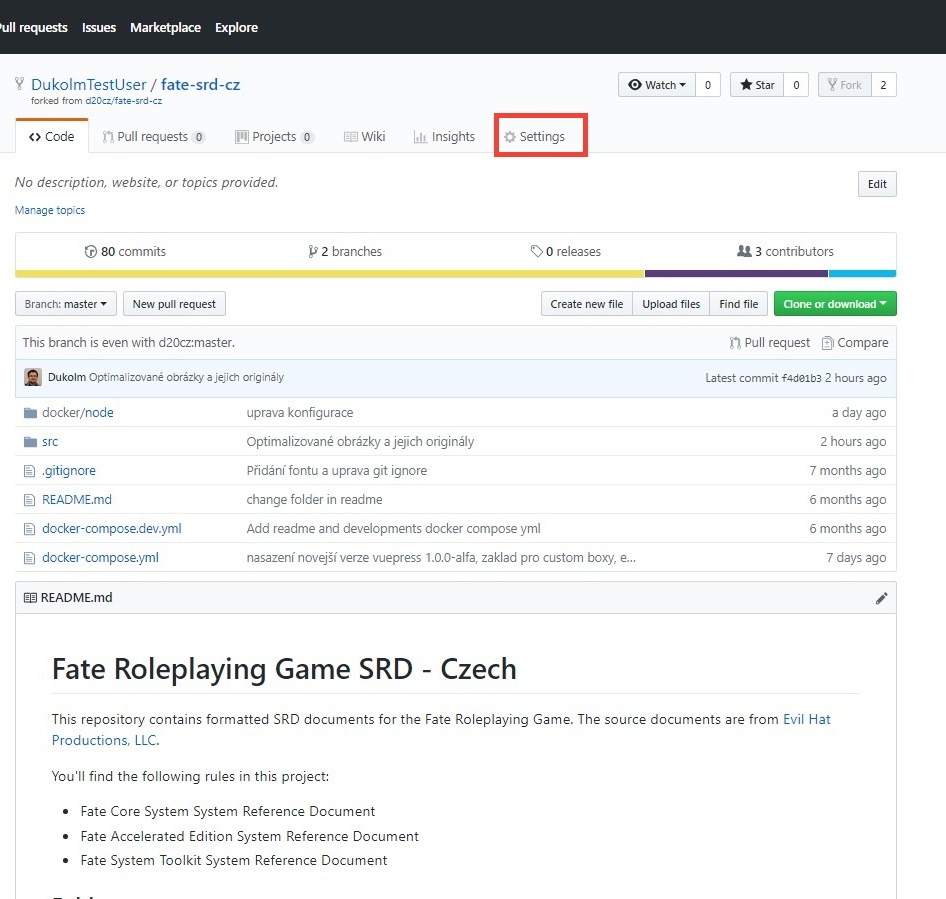 Pull requests Issues Marketplace Explore
DukolmTestUser / fate-srd-cz
forked from d20cz/fate-srd-cz
Watch 0 Star 0 Fork 2
Code Pull requests 0 Projects 0 Wiki Insights Settings
No description, website, or topics provided.
Edit
Manage topics
80 commits 2 branches 0 releases 3 contributors
Branch: master New pull request Create new file Upload files Find file Clone or download
This branch is even with d20cz:master. Pull request Compare
Dukolm Optimalizované obrázky a jejich originály Latest commit f4d01b3 2 hours ago
docker/node uprava konfigurace a day ago
src Optimalizované obrázky a jejich originály 2 hours ago
.gitignore Přidání fontu a uprava git ignore 7 months ago
README.md change folder in readme 6 months ago
docker-compose.dev.yml Add readme and developments docker compose yml 6 months ago
docker-compose.yml nasazení novejší verze vuepress 1.0.0-alfa, zaklad pro custom boxy, e... 7 days ago
README.md
Fate Roleplaying Game SRD - Czech
This repository contains formatted SRD documents for the Fate Roleplaying Game. The source documents are from Evil Hat
Productions, LLC.
You'll find the following rules in this project:
Fate Core System System Reference Document
Fate Accelerated Edition System Reference Document
Fate System Toolkit System Reference Document